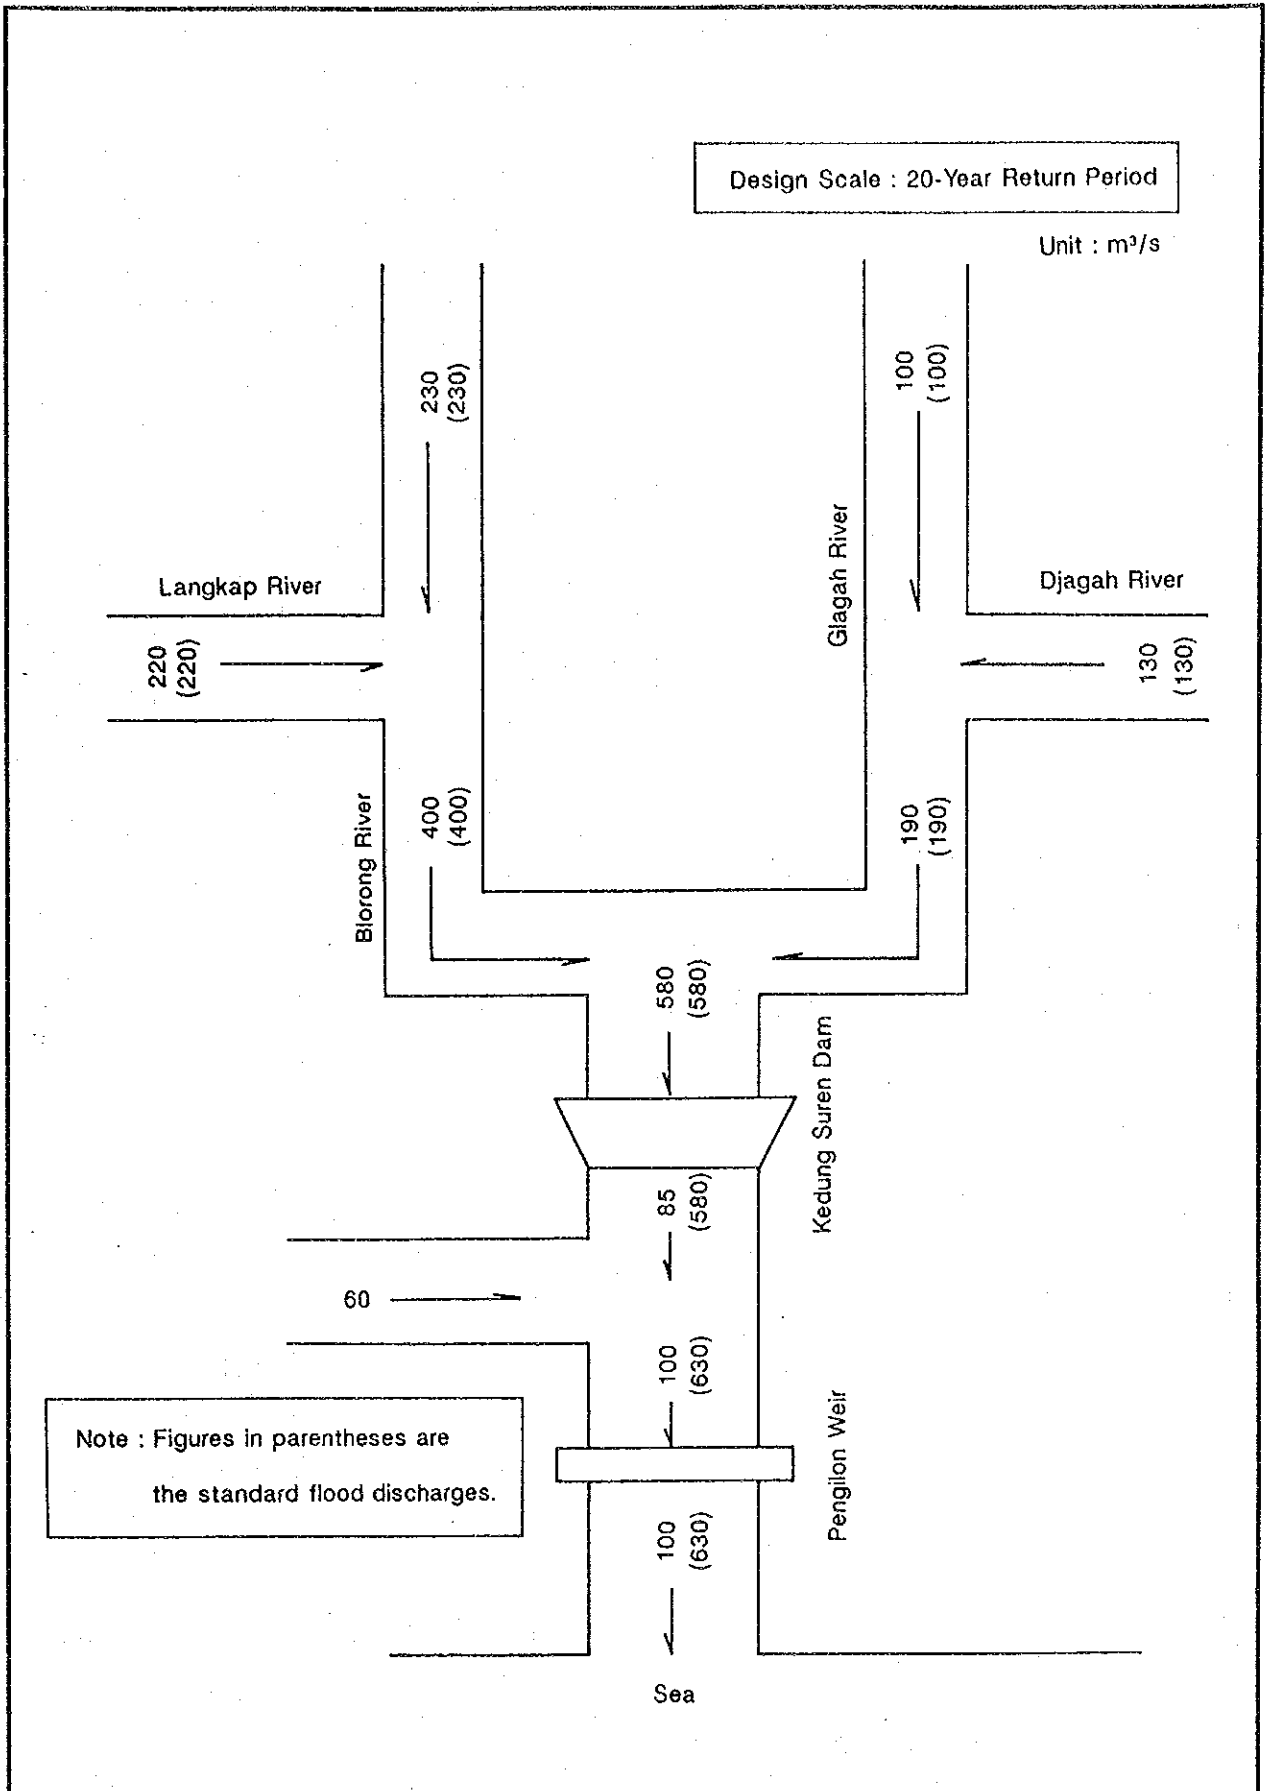 Design Scale : 20-Year Return Period
Unit : m³/s
230
(230)
100
(100)
Glagah River
Langkap River
Djagah River
220
(220)
130
(130)
Blorong River
400
(400)
190
(190)
580
(580)
Kedung Suren Dam
85
(580)
60
100
(630)
Pengilon Weir
Note : Figures in parentheses are
the standard flood discharges.
100
(630)
Sea